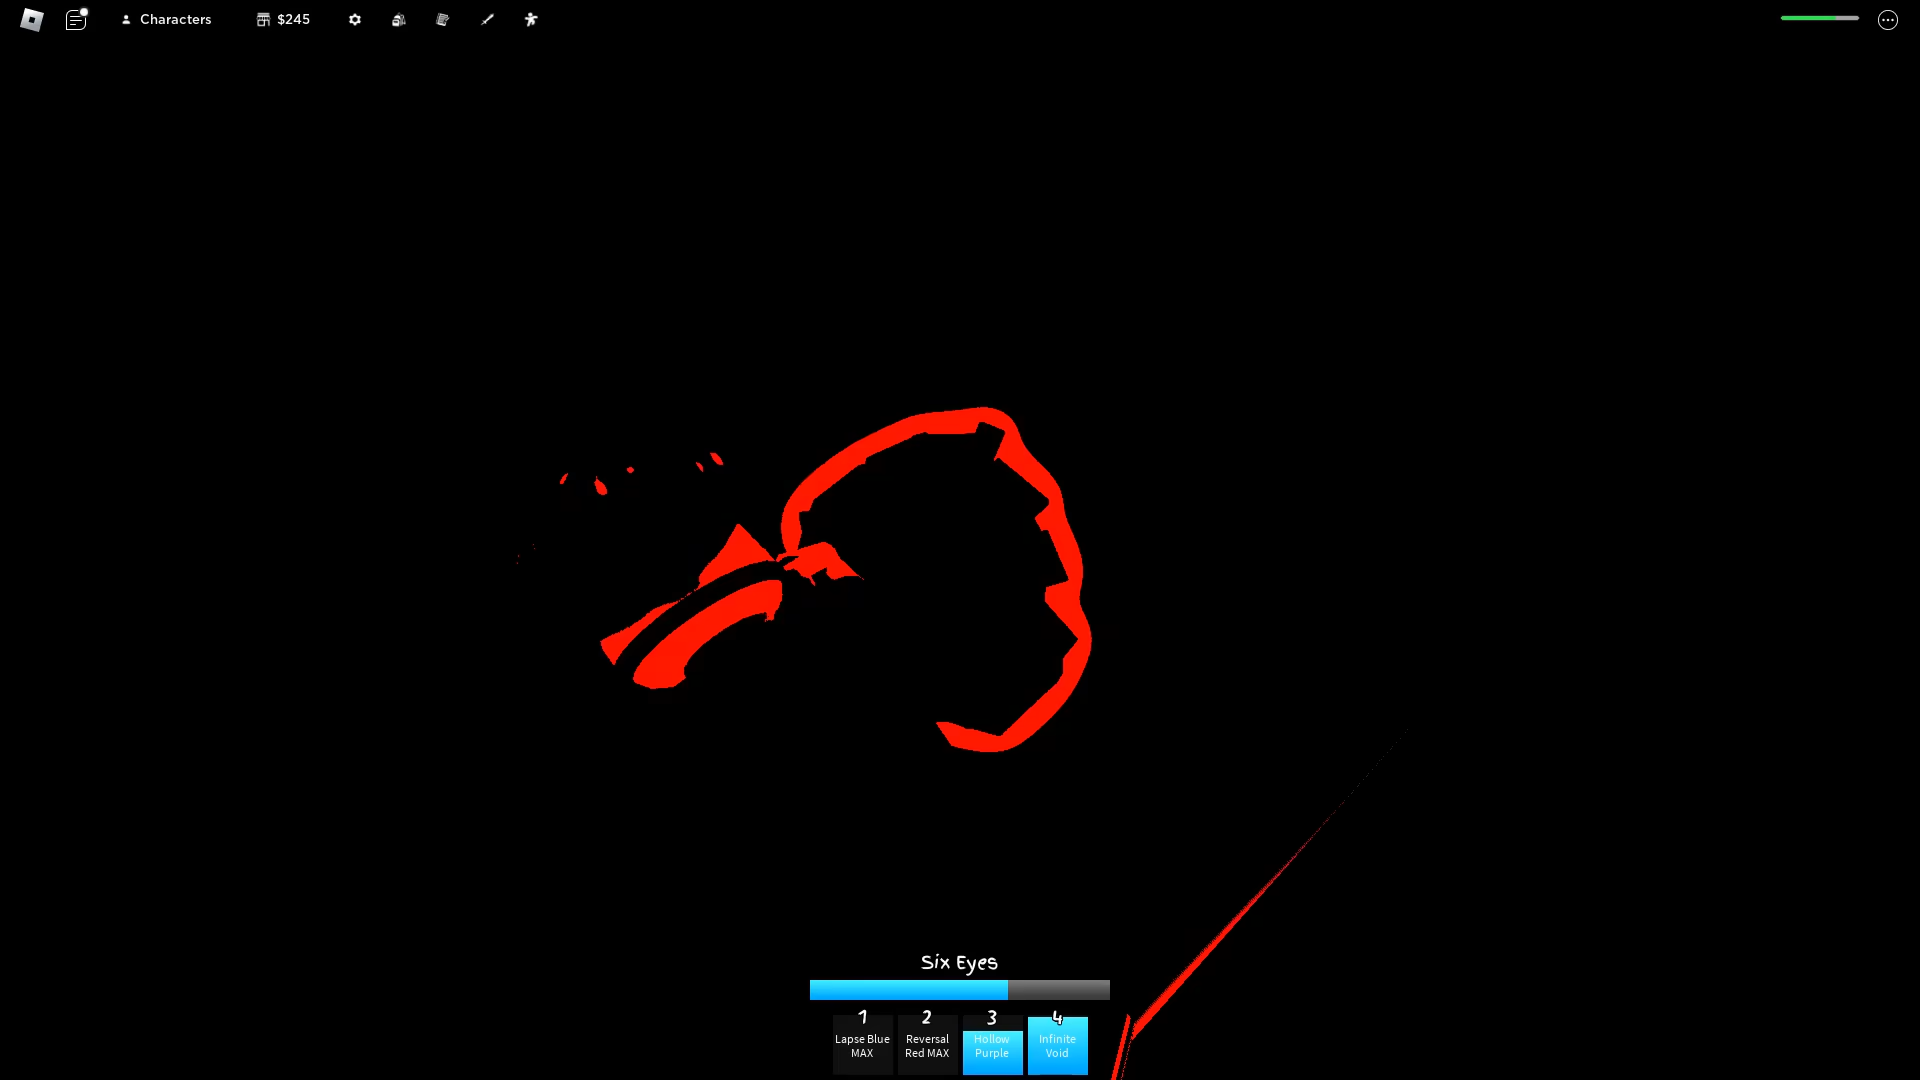 Characters
$245
Six Eyes
1
2
3
4
Lapse Blue
MAX
Reversal
Red MAX
Hollow
Purple
Infinite
Void